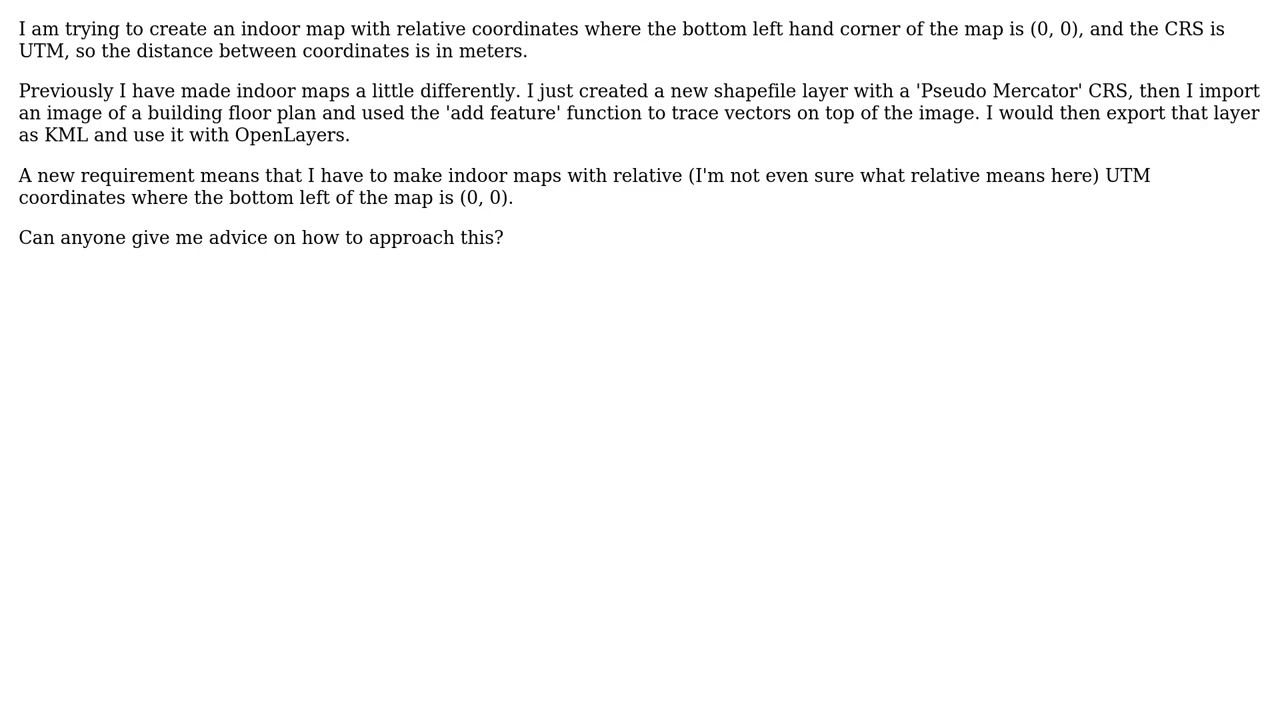 I am trying to create an indoor map with relative coordinates where the bottom left hand corner of the map is (0, 0), and the CRS is
UTM, so the distance between coordinates is in meters.
Previously I have made indoor maps a little differently. I just created a new shapefile layer with a 'Pseudo Mercator' CRS, then I import
an image of a building floor plan and used the 'add feature' function to trace vectors on top of the image. I would then export that layer
as KML and use it with OpenLayers.
A new requirement means that I have to make indoor maps with relative (I'm not even sure what relative means here) UTM
coordinates where the bottom left of the map is (0, 0).
Can anyone give me advice on how to approach this?